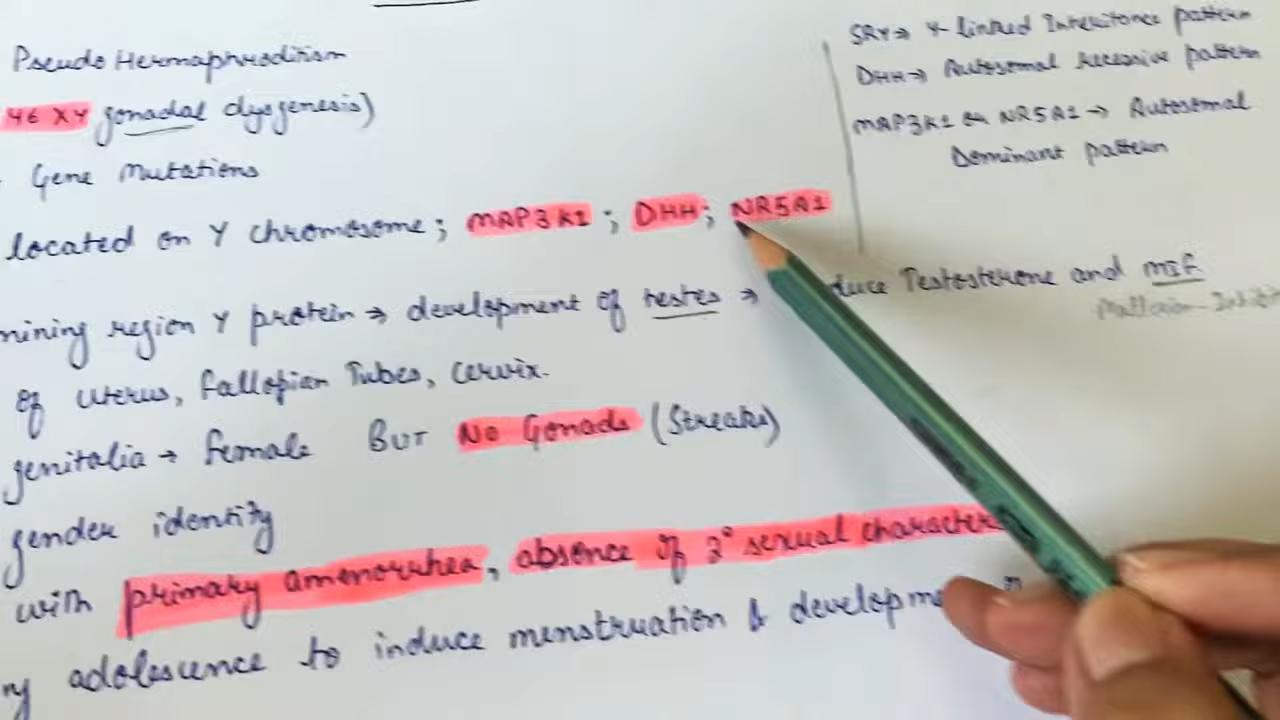 Pseudo Hermaphroditism
46 XY gonadal dysgenesis)
Gene Mutations
located on Y chromosome; MAP3K1 ; DHH; NR5A1
mining region Y protein → development of testes → duce Testosterone and MIF
of uterus, fallopian Tubes, cervix.
genitalia → female BUT No Gonads (Streaks)
gender identity
with primary amenorrhea, absence of 2° sexual character
adolescence to induce menstruation & developme
SRY → Y-linked Inheritance pattern
DHH → Autosomal recessive pattern
MAP3K1 or NR5A1 → Autosomal
Dominant pattern